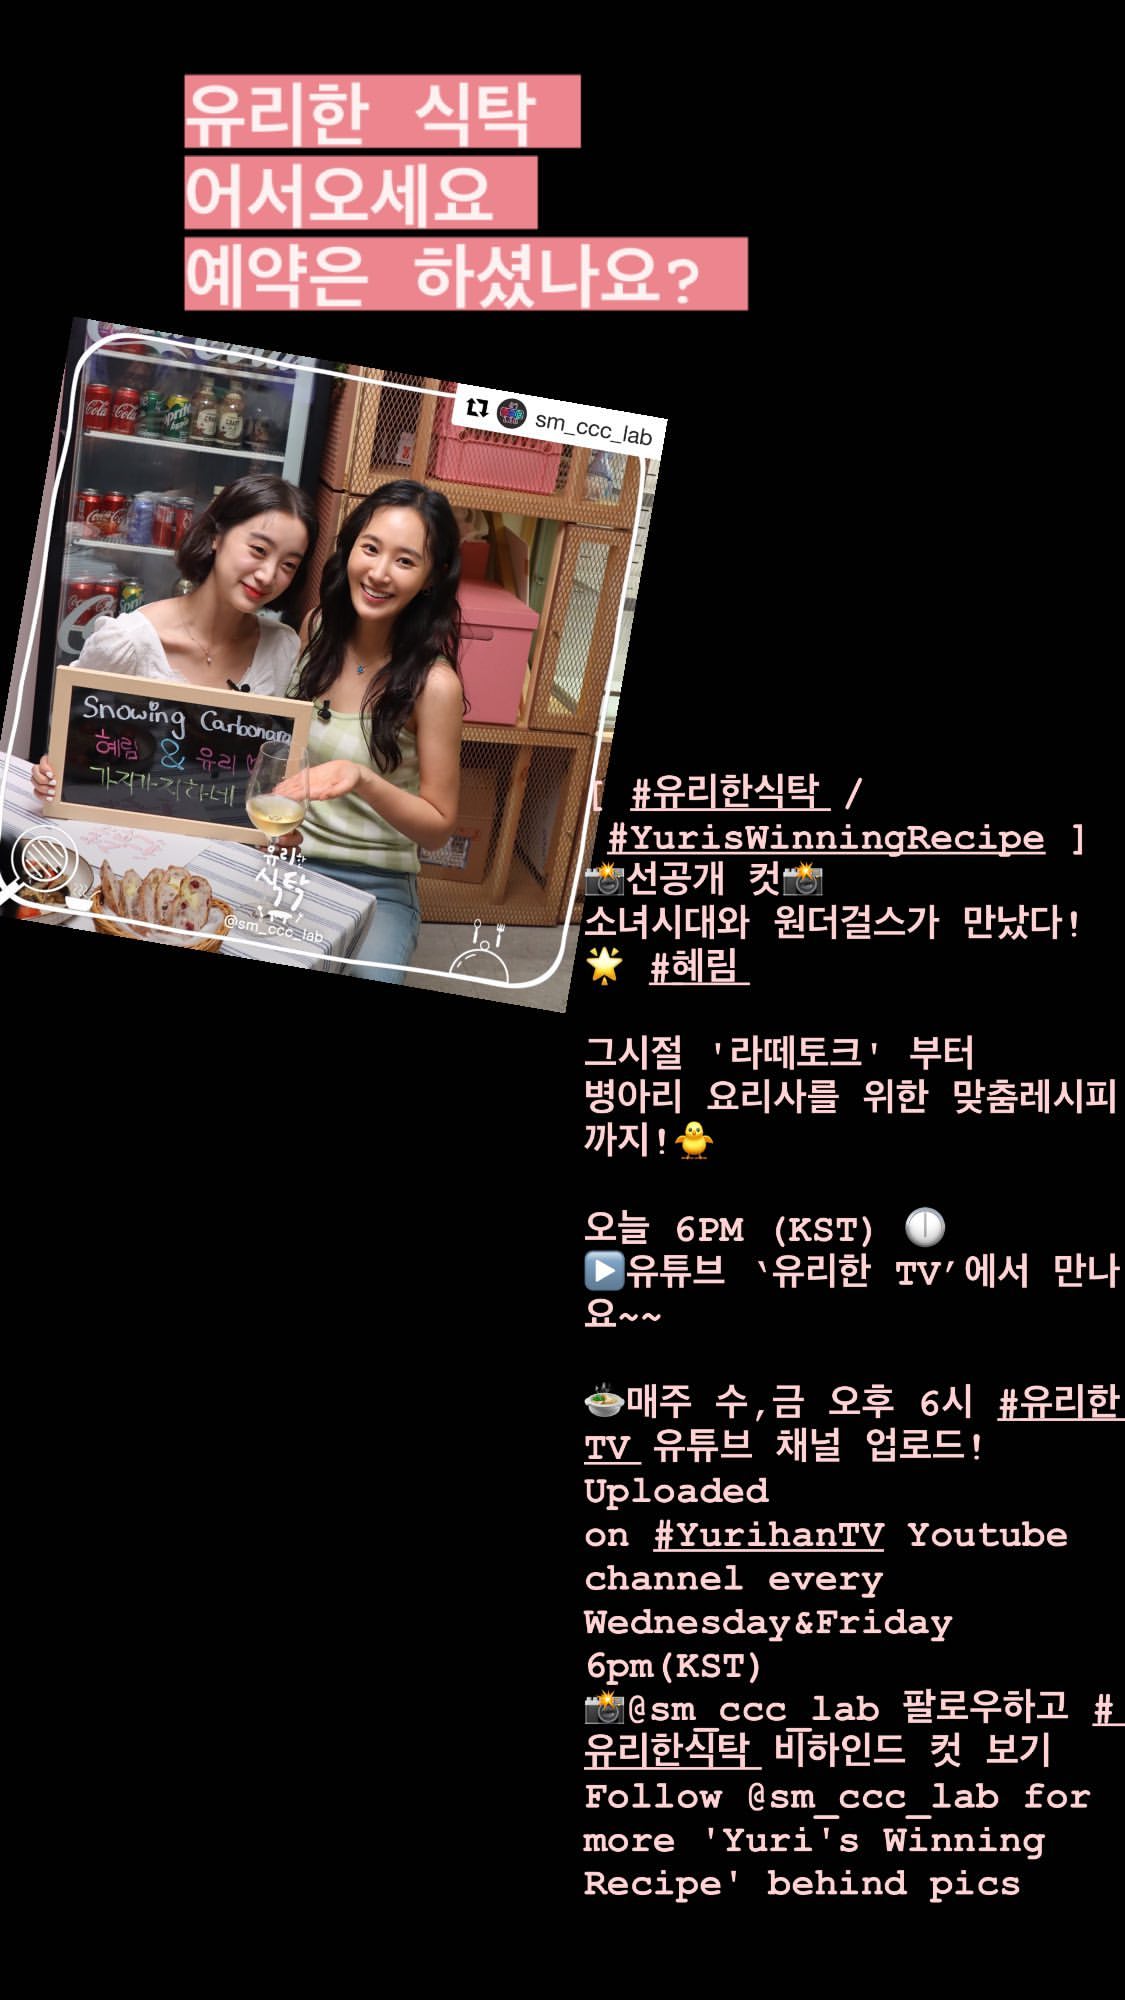 유리한 식탁
어서오세요
예약은 하셨나요?
sm_ccc_lab
Coca-Cola
Sprite
Snowing Carbonara
혜림 & 유리
가지가지하네
유리한
식탁
@sm_ccc_lab
[ #유리한식탁 /
#YurisWinningRecipe ]
📸선공개 컷📸
소녀시대와 원더걸스가 만났다!
🌟 #혜림
그시절 '라떼토크' 부터
병아리 요리사를 위한 맞춤레시피
까지!🐥
오늘 6PM (KST) 🕕
▶️유튜브 ‘유리한 TV’에서 만나
요~~
🍲매주 수,금 오후 6시 #유리한
TV 유튜브 채널 업로드!
Uploaded
on #YurihanTV Youtube
channel every
Wednesday&Friday
6pm(KST)
📸@sm_ccc_lab 팔로우하고 #
유리한식탁 비하인드 컷 보기
Follow @sm_ccc_lab for
more 'Yuri's Winning
Recipe' behind pics